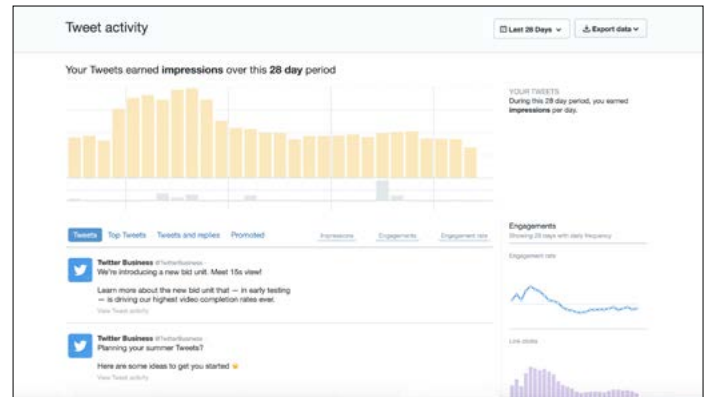 Tweet activity
Last 28 Days
Export data
Your Tweets earned impressions over this 28 day period
YOUR TWEETS
During this 28 day period, you earned
impressions per day.
Tweets Top Tweets Tweets and replies Promoted Impressions Engagements Engagement rate
Twitter Business @TwitterBusiness
We're introducing a new bid unit. Meet 15s view!
Learn more about the new bid unit that — in early testing
— is driving our highest video completion rates ever.
View Tweet activity
Twitter Business @TwitterBusiness
Planning your summer Tweets?
Here are some ideas to get you started
View Tweet activity
Engagements
Showing 28 days with daily frequency
Engagement rate
Link clicks